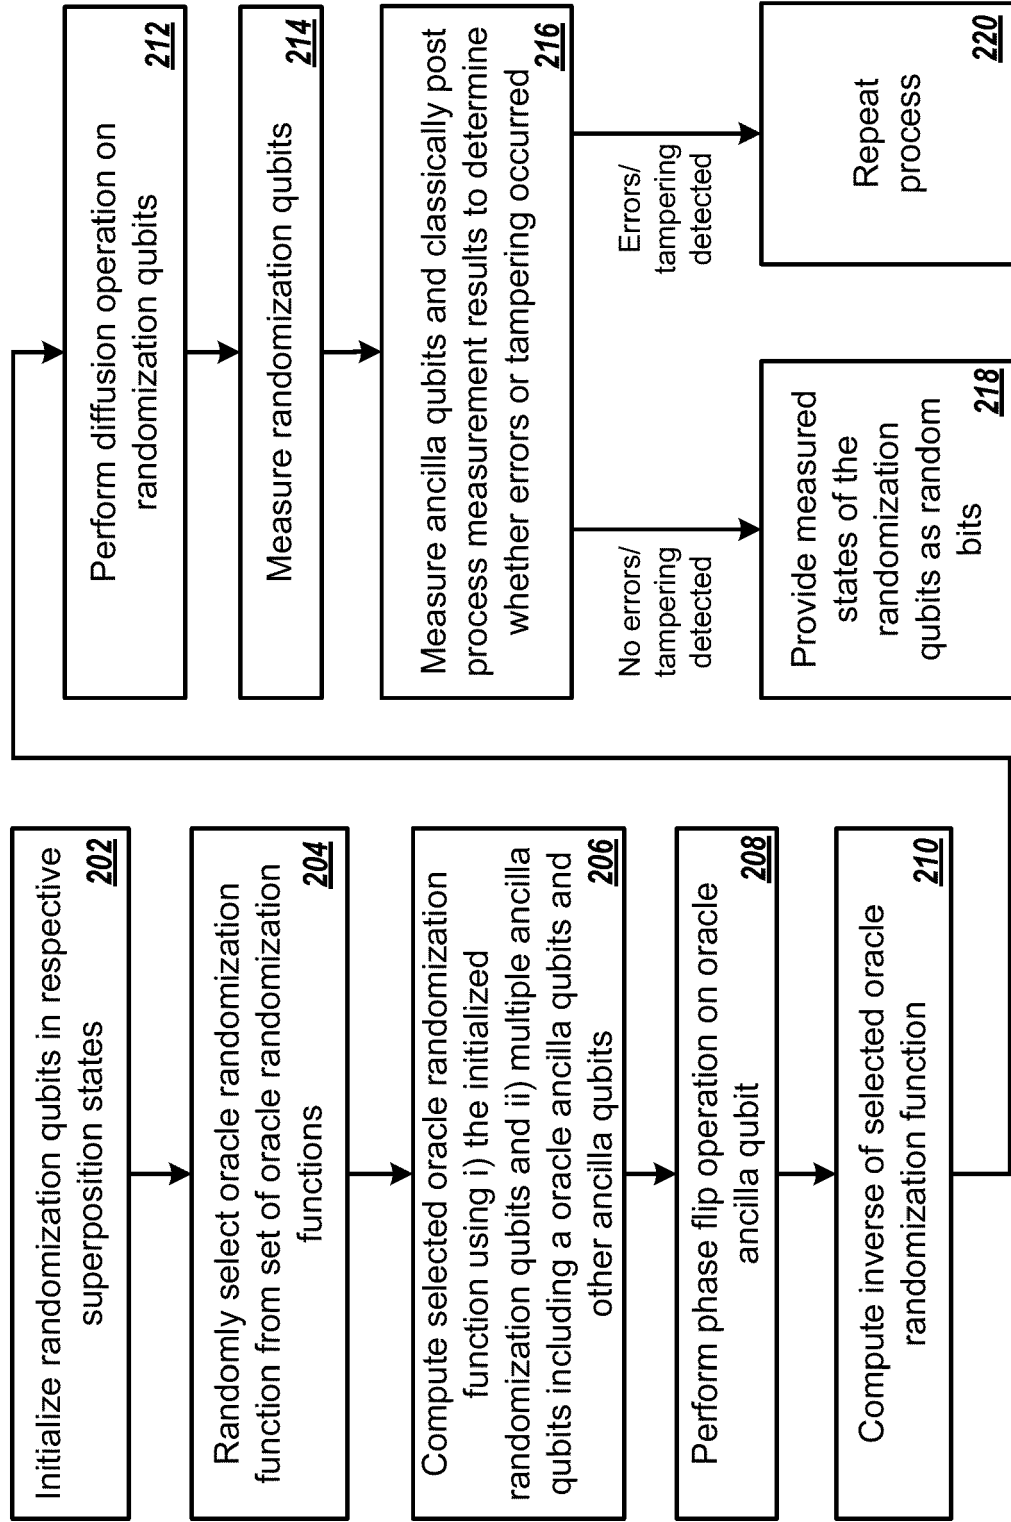 Initialize randomization qubits in respective
superposition states
202
Randomly select oracle randomization
function from set of oracle randomization
functions
204
Compute selected oracle randomization
function using i) the initialized
randomization qubits and ii) multiple ancilla
qubits including a oracle ancilla qubits and
other ancilla qubits
206
Perform phase flip operation on oracle
ancilla qubit
208
Compute inverse of selected oracle
randomization function
210
Perform diffusion operation on
randomization qubits
212
Measure randomization qubits
214
Measure ancilla qubits and classically post
process measurement results to determine
whether errors or tampering occurred
216
No errors/
tampering
detected
Errors/
tampering
detected
Provide measured
states of the
randomization
qubits as random
bits
218
Repeat
process
220